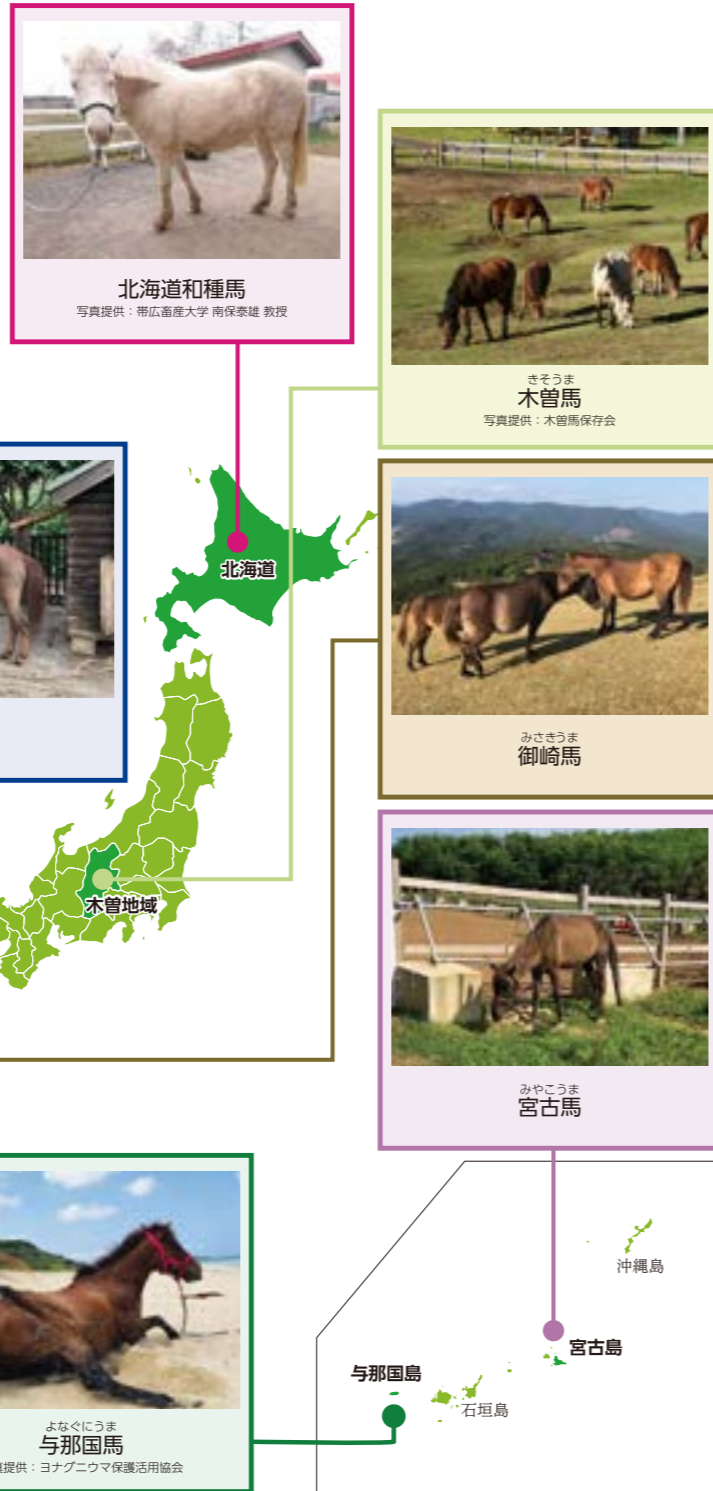 北海道和種馬
写真提供：帯広畜産大学 南保泰雄 教授
きそうま
木曽馬
写真提供：木曽馬保存会
北海道
みさきうま
御崎馬
木曽地域
みやこうま
宮古馬
沖縄島
宮古島
与那国島
石垣島
よなぐにうま
与那国馬
真提供：ヨナグニウマ保護活用協会